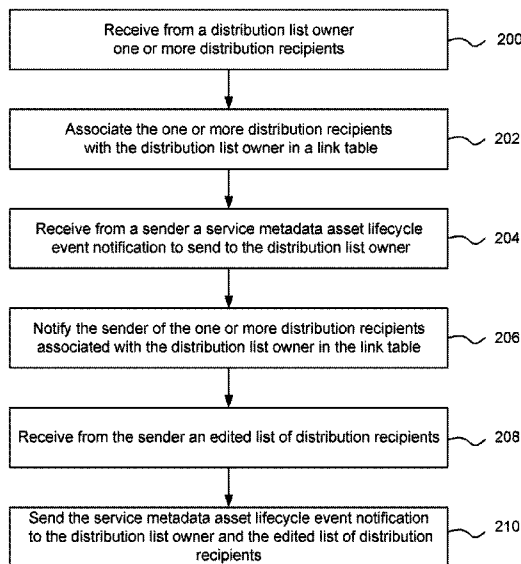 Receive from a distribution list owner
one or more distribution recipients
200
Associate the one or more distribution recipients
with the distribution list owner in a link table
202
Receive from a sender a service metadata asset lifecycle
event notification to send to the distribution list owner
204
Notify the sender of the one or more distribution recipients
associated with the distribution list owner in the link table
206
Receive from the sender an edited list of distribution recipients
208
Send the service metadata asset lifecycle event notification
to the distribution list owner and the edited list of distribution
recipients
210